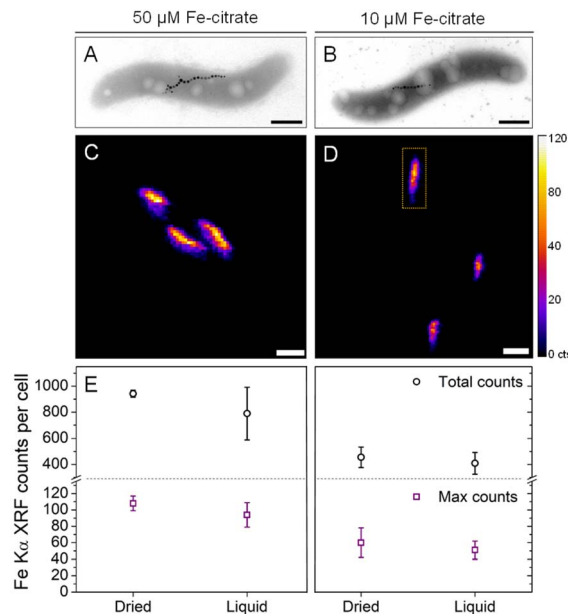 50 µM Fe-citrate 10 µM Fe-citrate
A B
C D
120
80
40
20
0 cts
E
Fe Kα XRF counts per cell
1000
800
600
400
120
100
80
60
40
20
0
Total counts
Max counts
Dried Liquid Dried Liquid